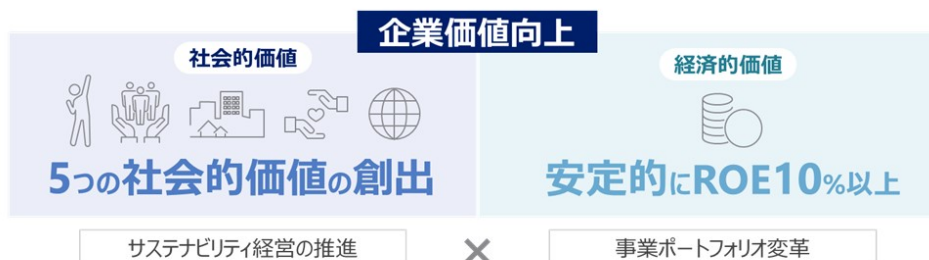 企業価値向上
社会的価値
経済的価値
5つの社会的価値の創出
安定的にROE10%以上
サステナビリティ経営の推進
×
事業ポートフォリオ変革